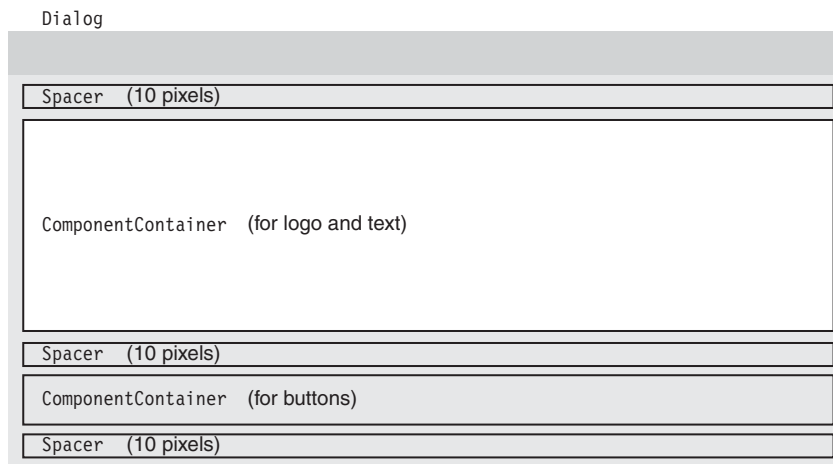 Dialog
Spacer (10 pixels)
ComponentContainer (for logo and text)
Spacer (10 pixels)
ComponentContainer (for buttons)
Spacer (10 pixels)